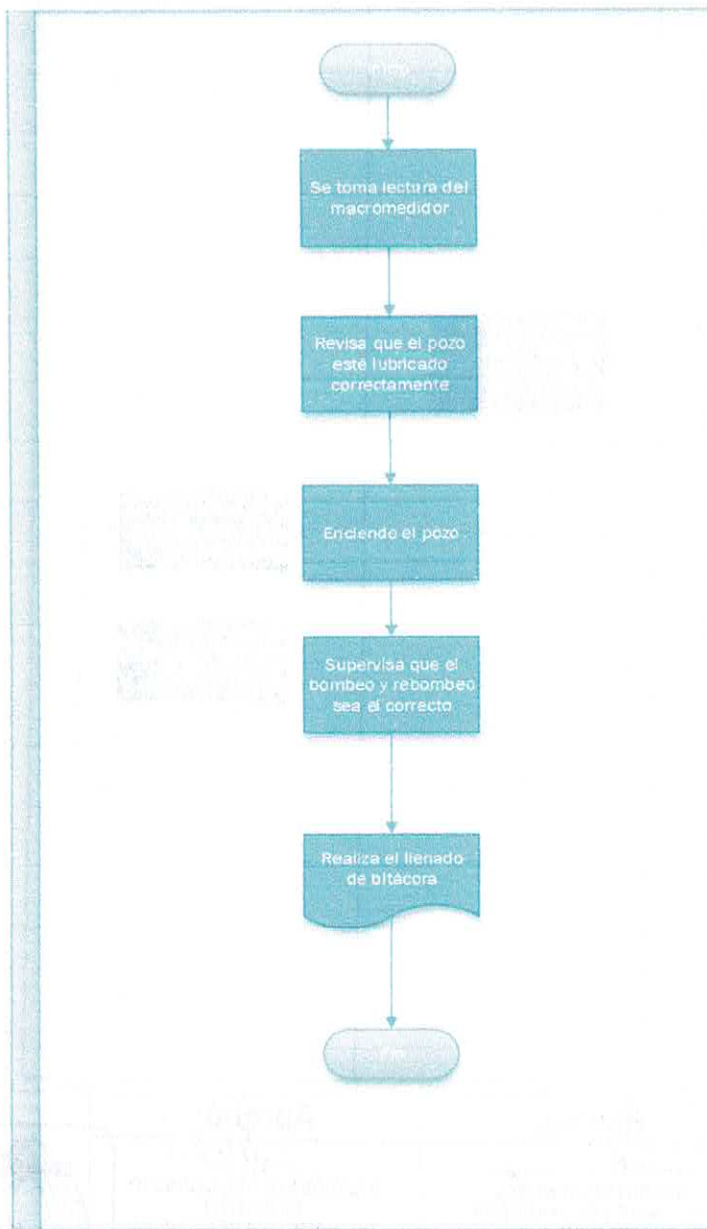 Se toma lectura del
macromedidor
Revisa que el pozo
esté lubricado
correctamente
Enciende el pozo
Supervisa que el
bombeo y rebombeo
sea el correcto
Realiza el llenado
de bitácora